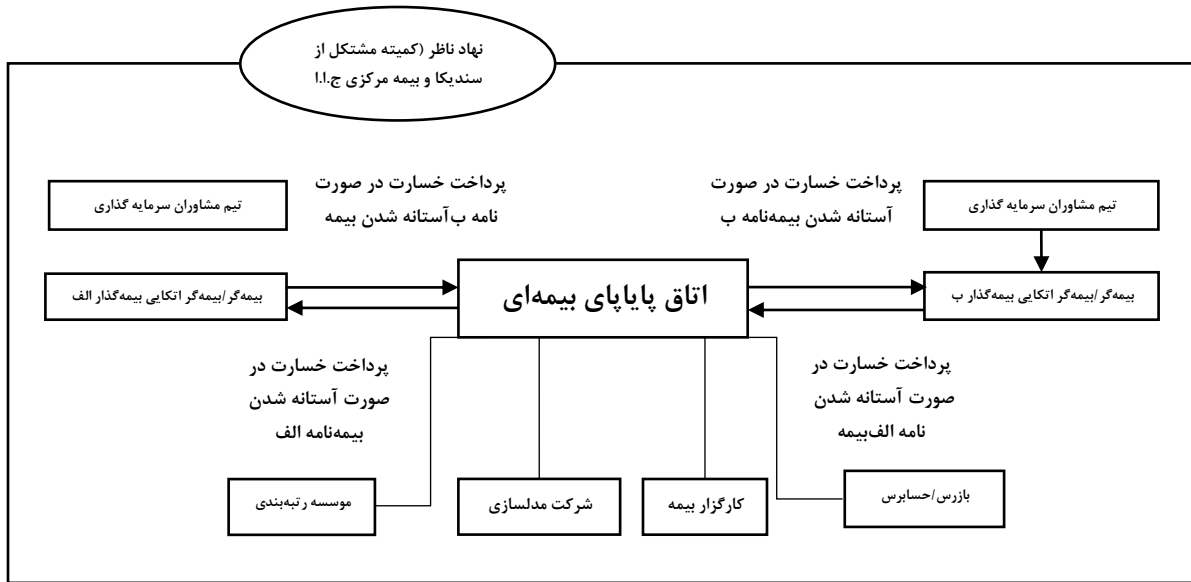 نهاد ناظر (کمیته مشتکل از
سندیکا و بیمه مرکزی ج.ا.ا
پرداخت خسارت در صورت
آستانه شدن بیمه‌نامه ب
پرداخت خسارت در صورت
نامه ب‌آستانه شدن بیمه
تیم مشاوران سرمایه گذاری
تیم مشاوران سرمایه گذاری
بیمه‌گر/بیمه‌گر اتکایی بیمه‌گذار ب
اتاق پایاپای بیمه‌ای
بیمه‌گر/بیمه‌گر اتکایی بیمه‌گذار الف
پرداخت خسارت در
صورت آستانه شدن
نامه الف‌بیمه
پرداخت خسارت در
صورت آستانه شدن
بیمه‌نامه الف
بازرس/حسابرس
کارگزار بیمه
شرکت مدلسازی
موسسه رتبه‌بندی